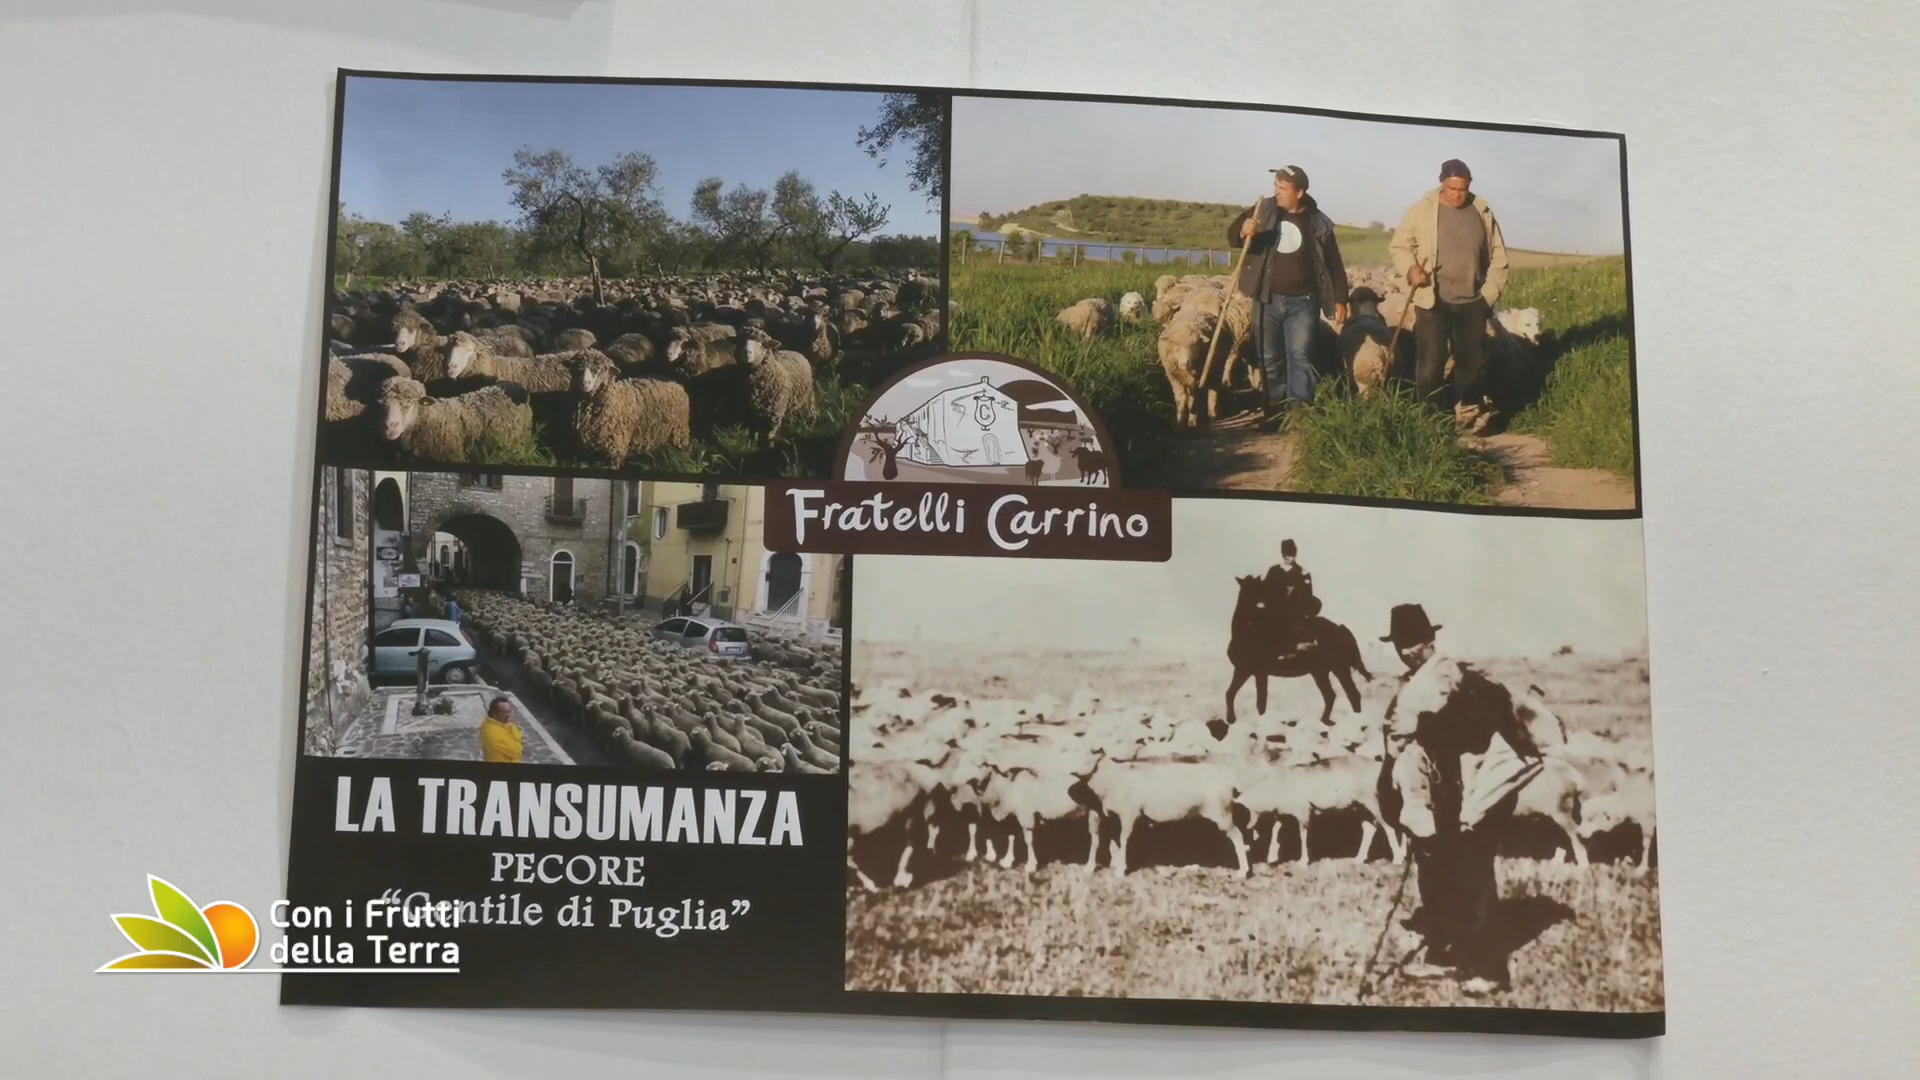 Fratelli Carrino
LA TRANSUMANZA
PECORE
“Gentile di Puglia”
Con i Frutti
della Terra
C